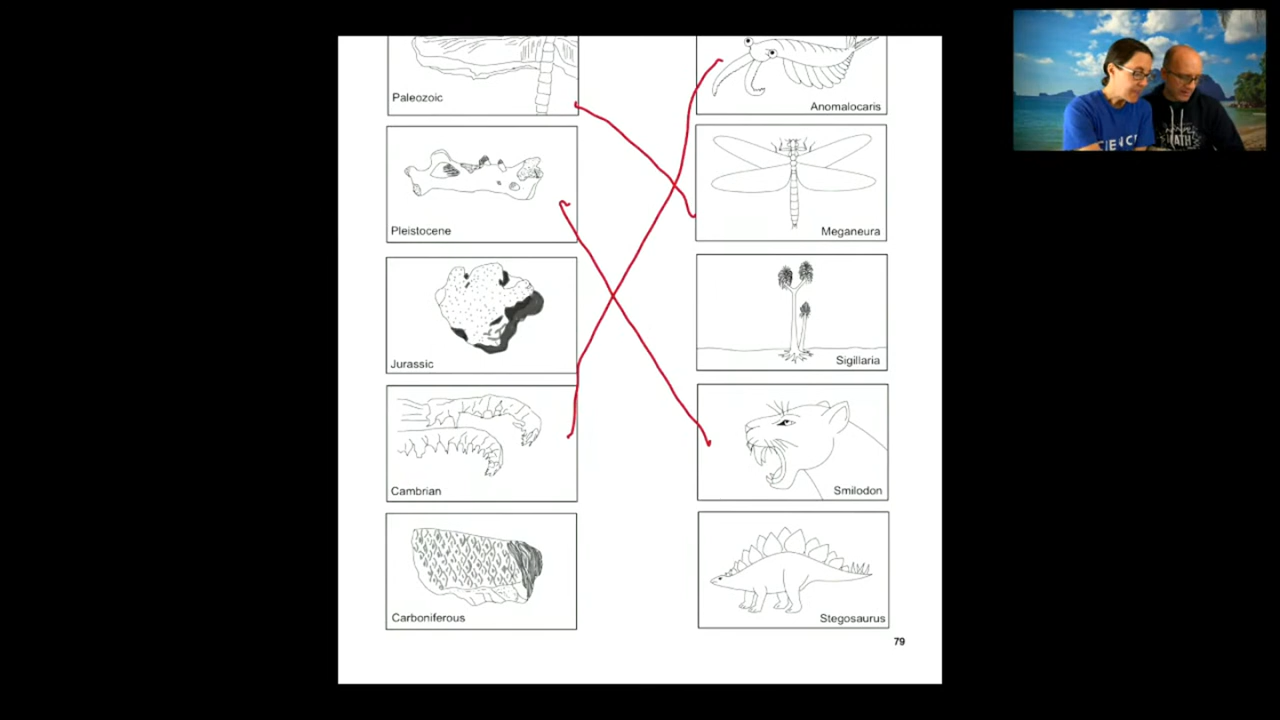 Paleozoic
Anomalocaris
Pleistocene
Meganeura
Jurassic
Sigillaria
Cambrian
Smilodon
Carboniferous
Stegosaurus
79